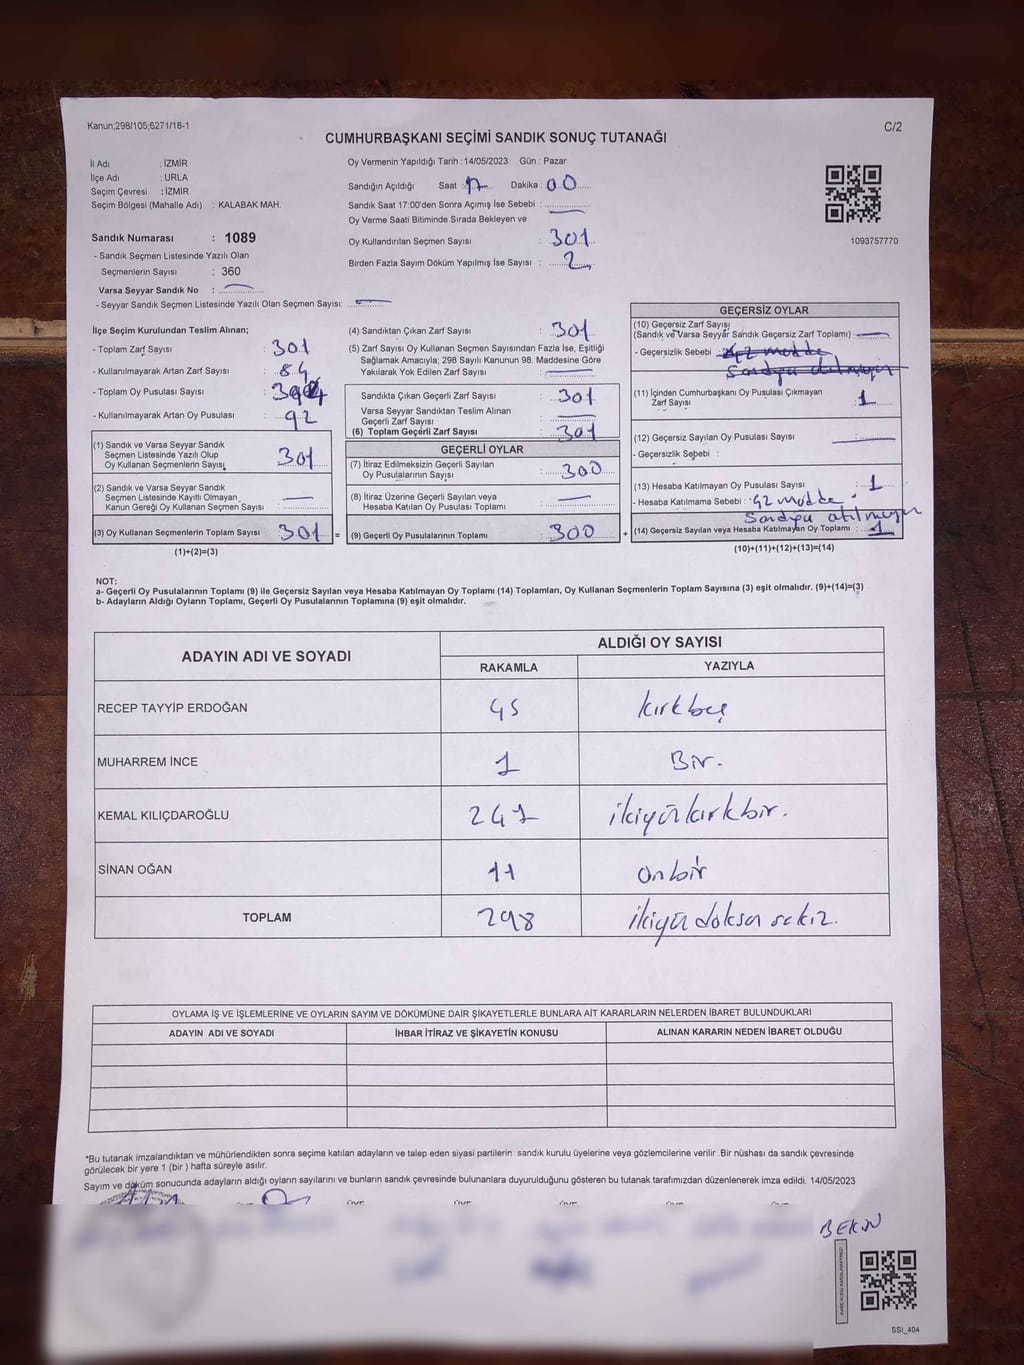 Kanun;298/105;6271/16-1
C/2
CUMHURBAŞKANI SEÇİMİ SANDIK SONUÇ TUTANAĞI
İl Adı : İZMİR
İlçe Adı : URLA
Seçim Çevresi : İZMİR
Seçim Bölgesi (Mahalle Adı) : KALABAK MAH.
Sandık Numarası : 1089
- Sandık Seçmen Listesinde Yazılı Olan
Seçmenlerin Sayısı : 360
Varsa Seyyar Sandık No :
- Seyyar Sandık Seçmen Listesinde Yazılı Olan Seçmen Sayısı:
Oy Vermenin Yapıldığı Tarih : 14/05/2023 Gün : Pazar
Sandığın Açıldığı Saat : 17 Dakika : 00
Sandık Saat 17:00'den Sonra Açımış İse Sebebi :
Oy Verme Saati Bitiminde Sırada Bekleyen ve
Oy Kullandırılan Seçmen Sayısı : 301
Birden Fazla Sayım Döküm Yapılmış İse Sayısı : 2
1093757770
İlçe Seçim Kurulundan Teslim Alınan;
- Toplam Zarf Sayısı : 301
- Kullanılmayarak Artan Zarf Sayısı : 84
- Toplam Oy Pusulası Sayısı :
- Kullanılmayarak Artan Oy Pusulası : 92
(1) Sandık ve Varsa Seyyar Sandık
Seçmen Listesinde Yazılı Olup
Oy Kullanan Seçmenlerin Sayısı 301
(2) Sandık ve Varsa Seyyar Sandık
Seçmen Listesinde Kayıtlı Olmayan
Kanun Gereği Oy Kullanan Seçmen Sayısı :
(3) Oy Kullanan Seçmenlerin Toplam Sayısı : 301 =
(1)+(2)=(3)
(4) Sandıktan Çıkan Zarf Sayısı : 301
(5) Zarf Sayısı Oy Kullanan Seçmen Sayısından Fazla İse, Eşitliği
Sağlamak Amacıyla; 298 Sayılı Kanunun 98. Maddesine Göre
Yakılarak Yok Edilen Zarf Sayısı :
Sandıkta Çıkan Geçerli Zarf Sayısı : 301
Varsa Seyyar Sandıktan Teslim Alınan
Geçerli Zarf Sayısı :
(6) Toplam Geçerli Zarf Sayısı : 301
GEÇERLİ OYLAR
(7) İtiraz Edilmeksizin Geçerli Sayılan
Oy Pusulalarının Sayısı : 300
(8) İtiraz Üzerine Geçerli Sayılan veya
Hesaba Katılan Oy Pusulaları Toplamı :
(9) Geçerli Oy Pusulalarının Toplamı : 300 +
GEÇERSİZ OYLAR
(10) Geçersiz Zarf Sayısı
(Sandık ve Varsa Seyyar Sandık Geçersiz Zarf Toplamı) :
- Geçersizlik Sebebi : 42 madde
Sandığa atılmayan
(11) İçinden Cumhurbaşkanı Oy Pusulası Çıkmayan
Zarf Sayısı : 1
(12) Geçersiz Sayılan Oy Pusulası Sayısı :
- Geçersizlik Sebebi :
(13) Hesaba Katılmayan Oy Pusulası Sayısı : 1
- Hesaba Katılmama Sebebi : 42 madde
Sandığa atılmayan
(14) Geçersiz Sayılan veya Hesaba Katılmayan Oy Toplamı : 1
(10)+(11)+(12)+(13)=(14)
NOT:
a- Geçerli Oy Pusulalarının Toplamı (9) ile Geçersiz Sayılan veya Hesaba Katılmayan Oy Toplamı (14) Toplamları, Oy Kullanan Seçmenlerin Toplam Sayısına (3) eşit olmalıdır. (9)+(14)=(3)
b- Adayların Aldığı Oyların Toplamı, Geçerli Oy Pusulalarının Toplamına (9) eşit olmalıdır.
ADAYIN ADI VE SOYADI ALDIĞI OY SAYISI
RAKAMLA YAZIYLA
RECEP TAYYİP ERDOĞAN 45 kırkbeş
MUHARREM İNCE 1 Bir.
KEMAL KILIÇDAROĞLU 241 ikiyüzkırkbir.
SİNAN OĞAN 11 onbir
TOPLAM 298 ikiyüz doksan sekiz.
OYLAMA İŞ VE İŞLEMLERİNE VE OYLARIN SAYIM VE DÖKÜMÜNE DAİR ŞİKAYETLERLE BUNLARA AİT KARARLARIN NELERDEN İBARET BULUNDUKLARI
ADAYIN ADI VE SOYADI İHBAR İTİRAZ VE ŞİKAYETİN KONUSU ALINAN KARARIN NEDEN İBARET OLDUĞU
*Bu tutanak imzalandıktan ve mühürlendikten sonra seçime katılan adayların ve talep eden siyasi partilerin sandık kurulu üyelerine veya gözlemcilerine verilir .Bir nüshası da sandık çevresinde
görülecek bir yere 1 (bir ) hafta süreyle asılır.
Sayım ve döküm sonucunda adayların aldığı oyların sayılarını ve bunların sandık çevresinde bulunanlara duyurulduğunu gösteren bu tutanak tarafımızdan düzenlenerek imza edildi. 14/05/2023
SSI_404